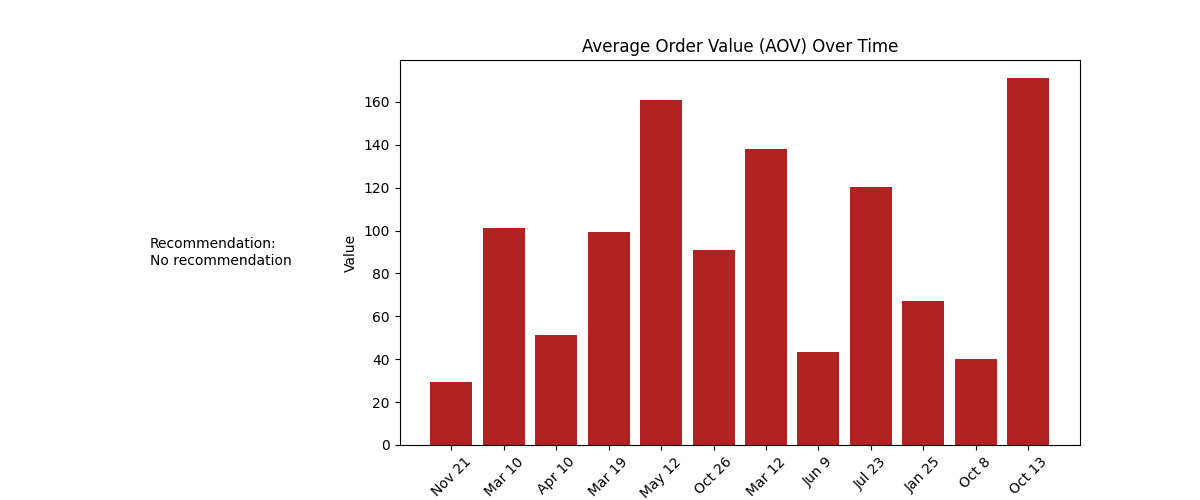 Average Order Value (AOV) Over Time
Recommendation:
No recommendation
Value
160
140
120
100
80
60
40
20
0
Nov 21
Mar 10
Apr 10
Mar 19
May 12
Oct 26
Mar 12
Jun 9
Jul 23
Jan 25
Oct 8
Oct 13